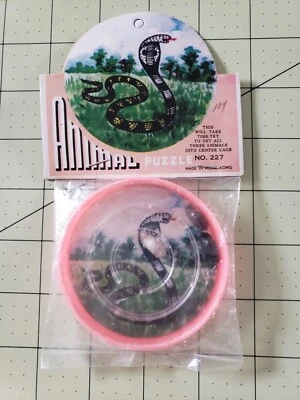 ANIMAL
PUZZLE
THIS
WILL TAKE
TIME·TRY
TO GET ALL
THREE ANIMALS
INTO CENTER CAGE
NO. 227
MADE IN HONG-KONG